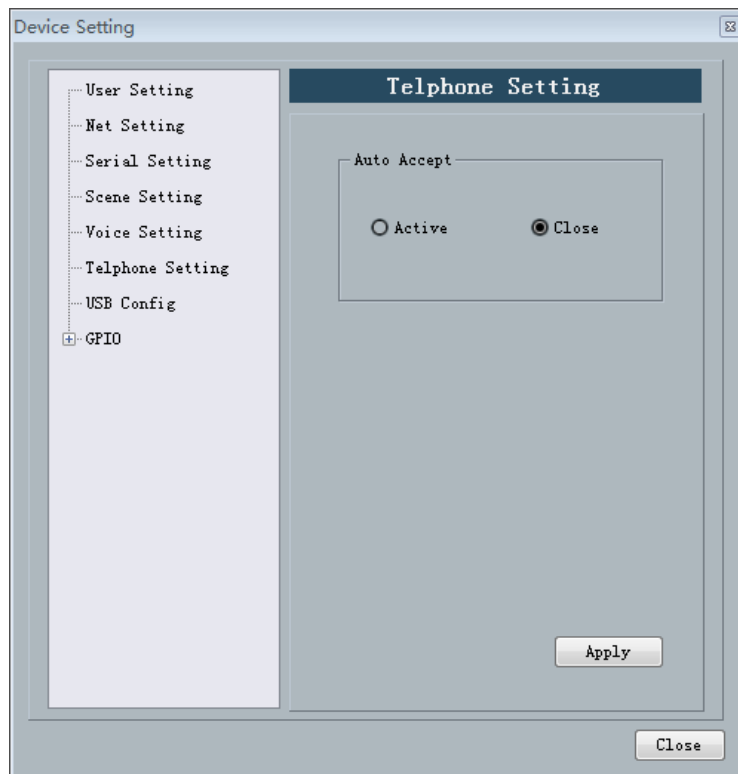 Device Setting
User Setting
Net Setting
Serial Setting
Scene Setting
Voice Setting
Telphone Setting
USB Config
GPIO
Telphone Setting
Auto Accept
Active
Close
Apply
Close